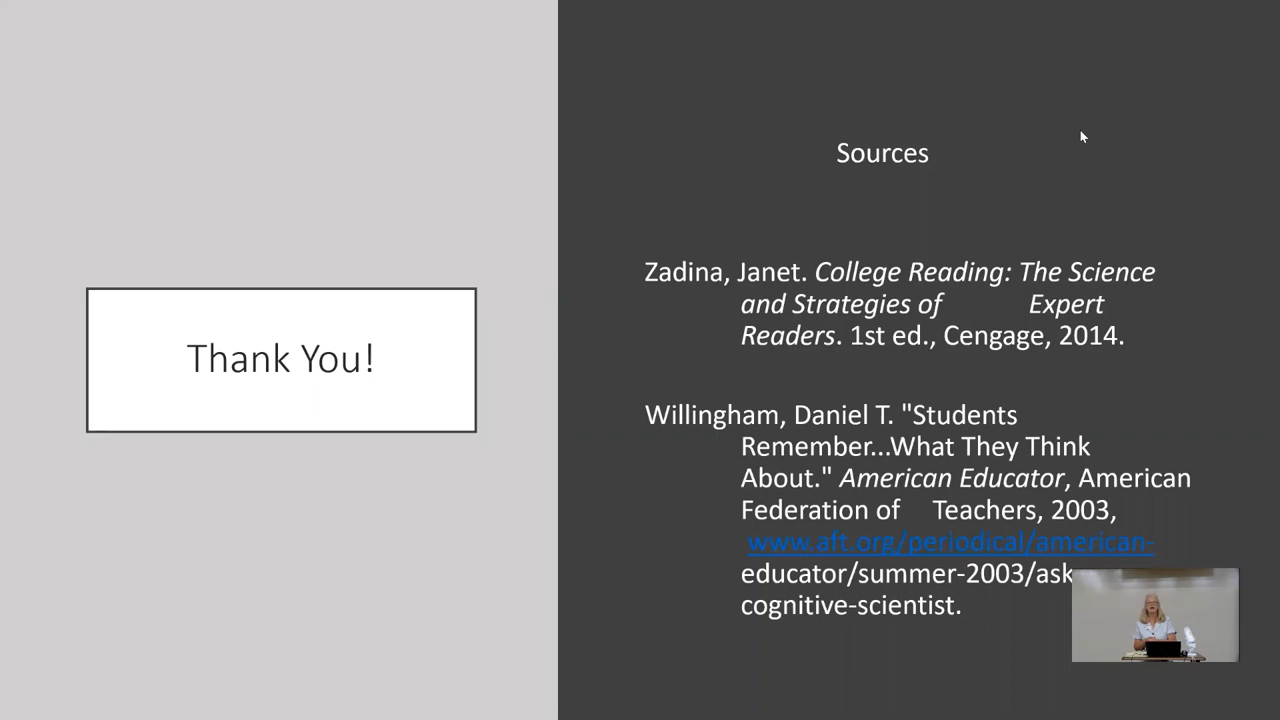 Thank You!
Sources
Zadina, Janet. College Reading: The Science
and Strategies of Expert
Readers. 1st ed., Cengage, 2014.
Willingham, Daniel T. "Students
Remember...What They Think
About." American Educator, American
Federation of Teachers, 2003,
www.aft.org/periodical/american-
educator/summer-2003/ask
cognitive-scientist.